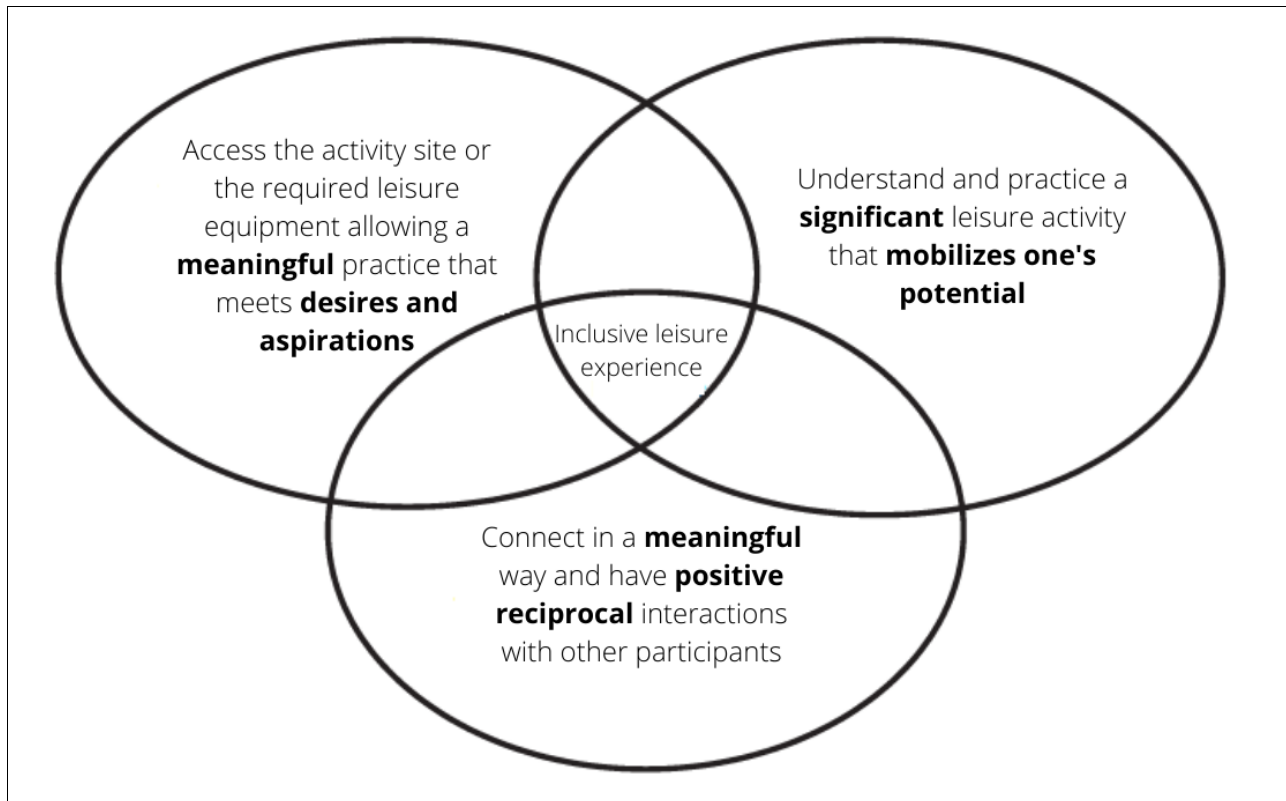 Access the activity site or
the required leisure
equipment allowing a
meaningful practice that
meets desires and
aspirations
Understand and practice a
significant leisure activity
that mobilizes one's
potential
Inclusive leisure
experience
Connect in a meaningful
way and have positive
reciprocal interactions
with other participants